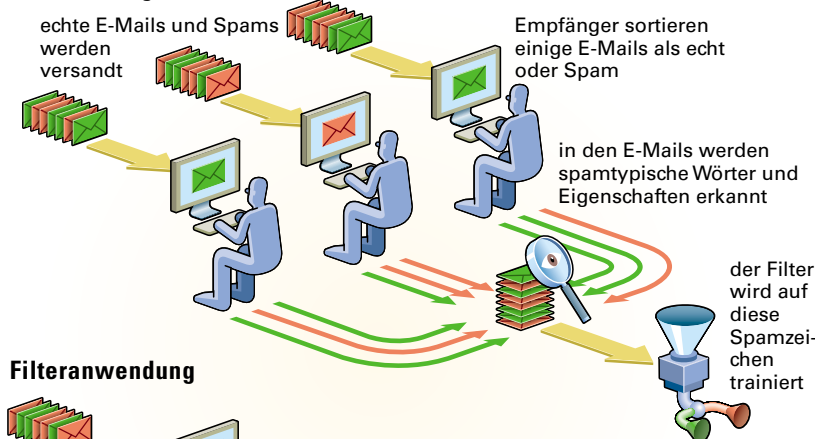 echte E-Mails und Spams
werden
versandt
Empfänger sortieren
einige E-Mails als echt
oder Spam
in den E-Mails werden
spamtypische Wörter und
Eigenschaften erkannt
der Filter
wird auf
diese
Spamzei-
chen
trainiert
Filteranwendung